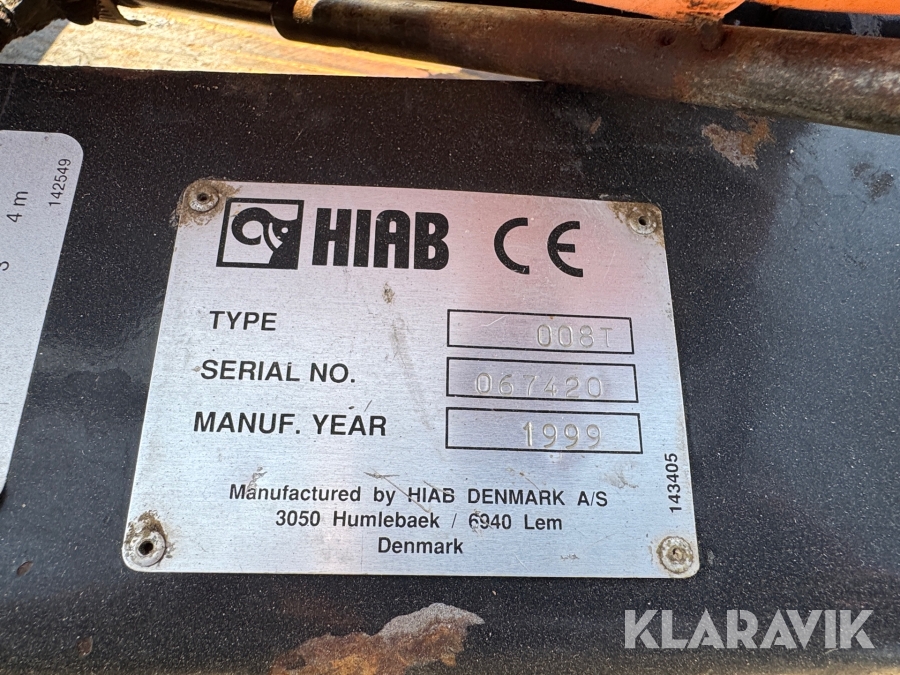 4 m
142549
HIAB CE
TYPE 008T
SERIAL NO. 067420
MANUF. YEAR 1999
143405
Manufactured by HIAB DENMARK A/S
3050 Humlebaek / 6940 Lem
Denmark
KLARAVIK